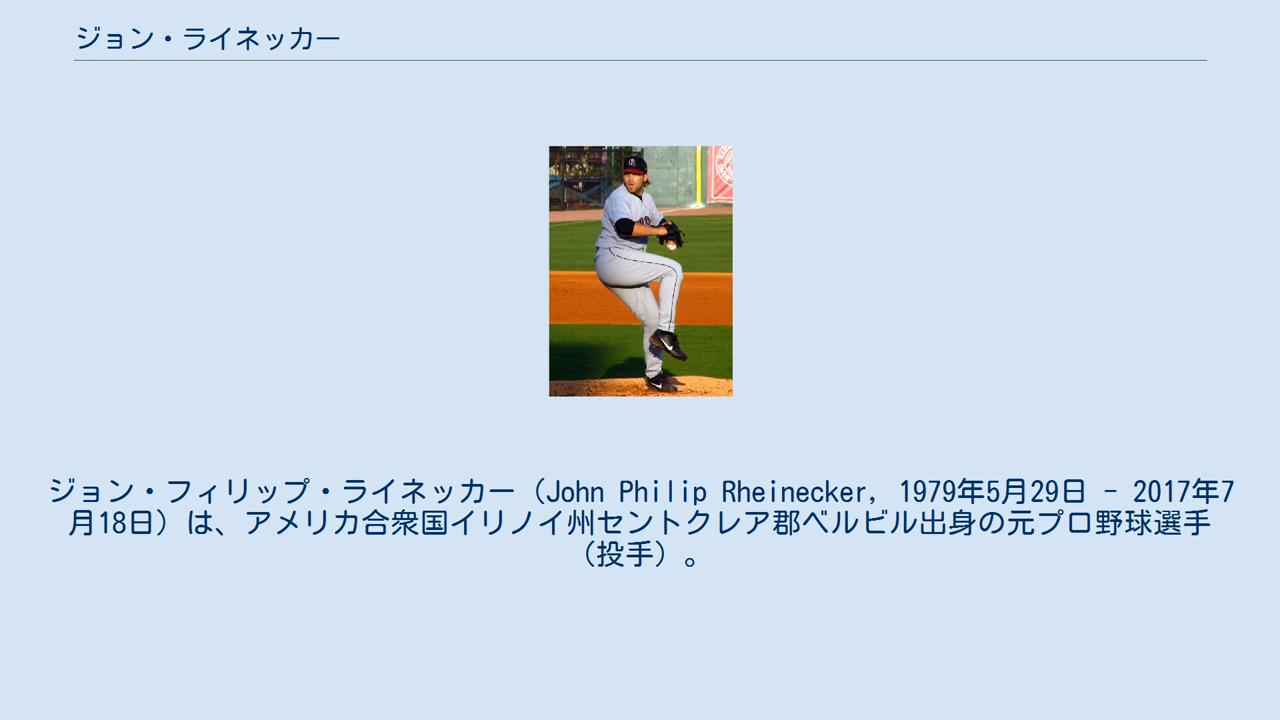 ジョン・ライネッカー
ジョン・フィリップ・ライネッカー（John Philip Rheinecker, 1979年5月29日 - 2017年7
月18日）は、アメリカ合衆国イリノイ州セントクレア郡ベルビル出身の元プロ野球選手
（投手）。